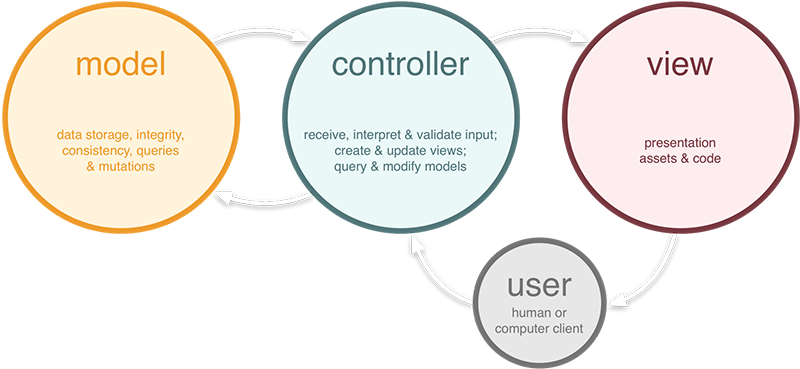 model
data storage, integrity,
consistency, queries
& mutations
controller
receive, interpret & validate input;
create & update views;
query & modify models
view
presentation
assets & code
user
human or
computer client